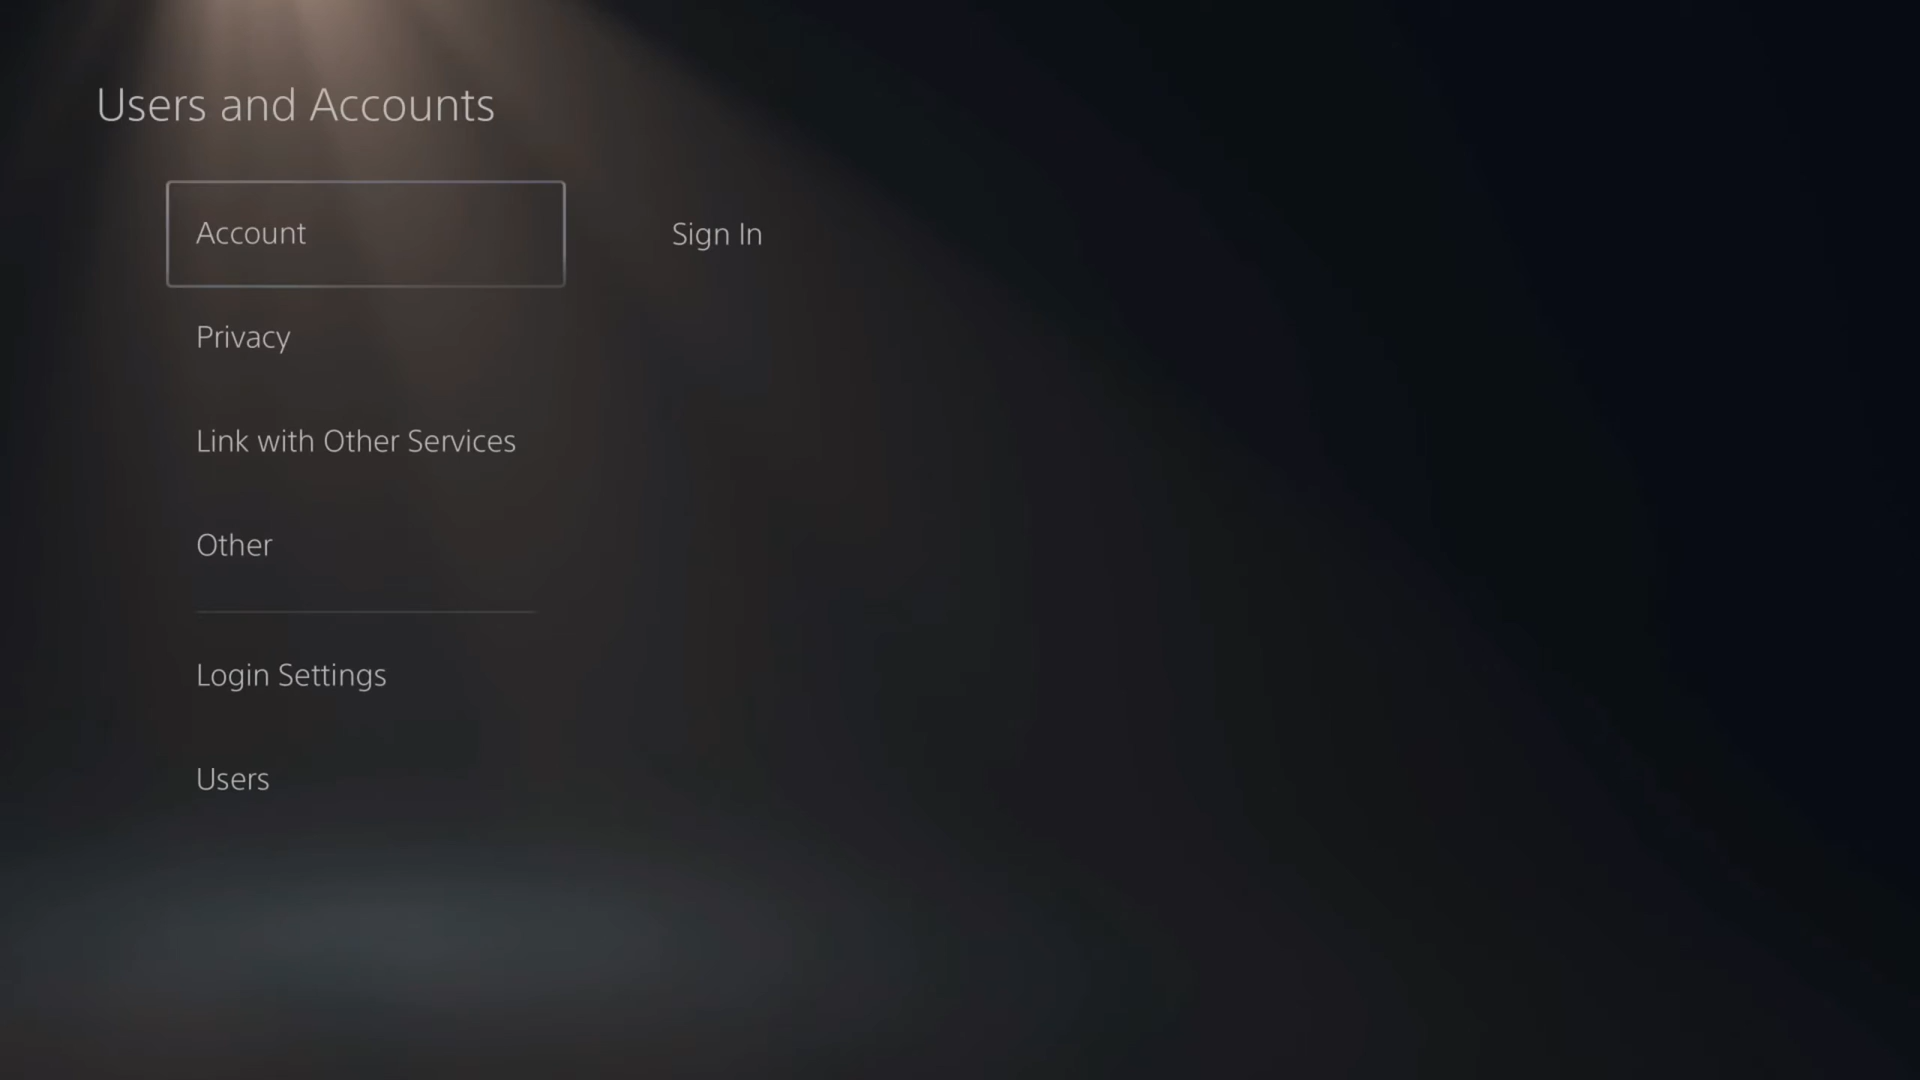 Users and Accounts
Account
Sign In
Privacy
Link with Other Services
Other
Login Settings
Users